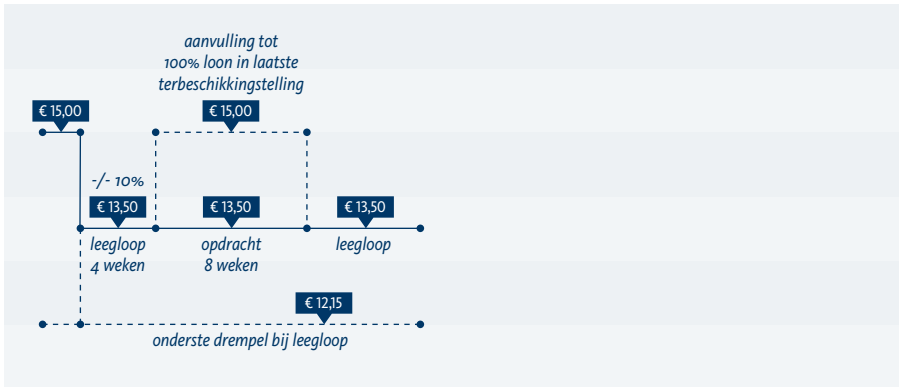 aanvulling tot
100% loon in laatste
terbeschikkingstelling
€ 15,00
€ 15,00
-/- 10%
€ 13,50
€ 13,50
€ 13,50
leegloop
4 weken
opdracht
8 weken
leegloop
€ 12,15
onderste drempel bij leegloop